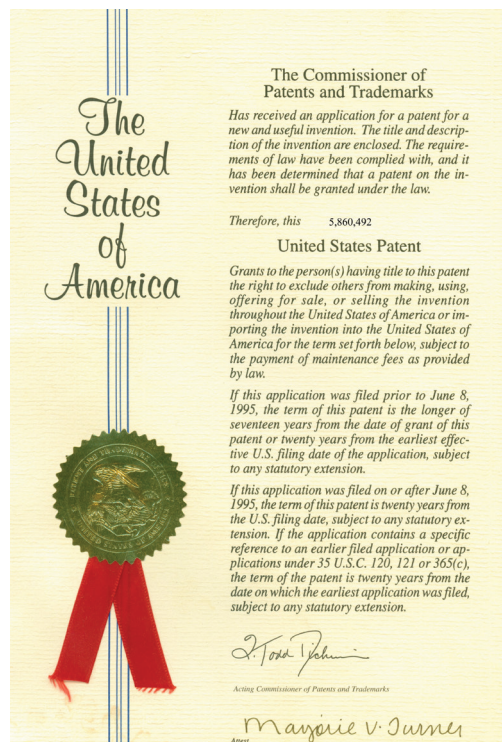 The
United
States
of
America
The Commissioner of
Patents and Trademarks
Has received an application for a patent for a
new and useful invention. The title and descrip-
tion of the invention are enclosed. The require-
ments of law have been complied with, and it
has been determined that a patent on the in-
vention shall be granted under the law.
Therefore, this 5,860,492
United States Patent
Grants to the person(s) having title to this patent
the right to exclude others from making, using,
offering for sale, or selling the invention
throughout the United States of America or im-
porting the invention into the United States of
America for the term set forth below, subject to
the payment of maintenance fees as provided
by law.
If this application was filed prior to June 8,
1995, the term of this patent is the longer of
seventeen years from the date of grant of this
patent or twenty years from the earliest effec-
tive U.S. filing date of the application, subject
to any statutory extension.
If this application was filed on or after June 8,
1995, the term of this patent is twenty years from
the U.S. filing date, subject to any statutory ex-
tension. If the application contains a specific
reference to an earlier filed application or ap-
plications under 35 U.S.C. 120, 121 or 365(c),
the term of the patent is twenty years from the
date on which the earliest application was filed,
subject to any statutory extension.
Q. Todd
Acting Commissioner of Patents and Trademarks
Marjorie V. Turner
Attest